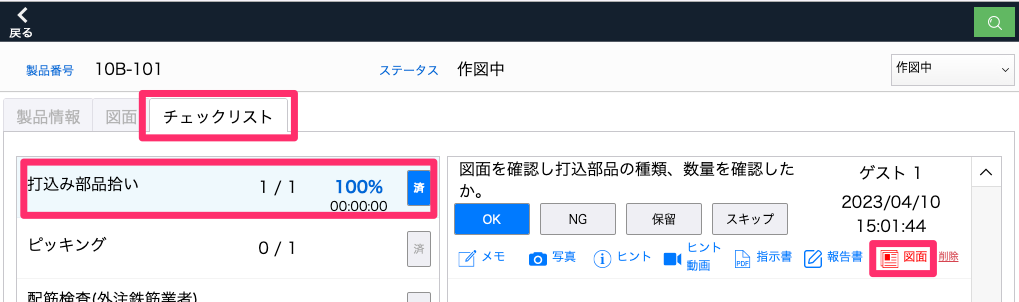 戻る
製品番号 10B-101 ステータス 作図中 作図中
製品情報 図面 チェックリスト
打込み部品拾い 1 / 1 100% 済
00:00:00
ピッキング 0 / 1 済
配筋検査(外注鉄筋業者)
図面を確認し打込部品の種類、数量を確認した
か。
OK NG 保留 スキップ
ゲスト 1
2023/04/10
15:01:44
メモ 写真 ヒント ヒント
動画 PDF 指示書 報告書 図面 削除